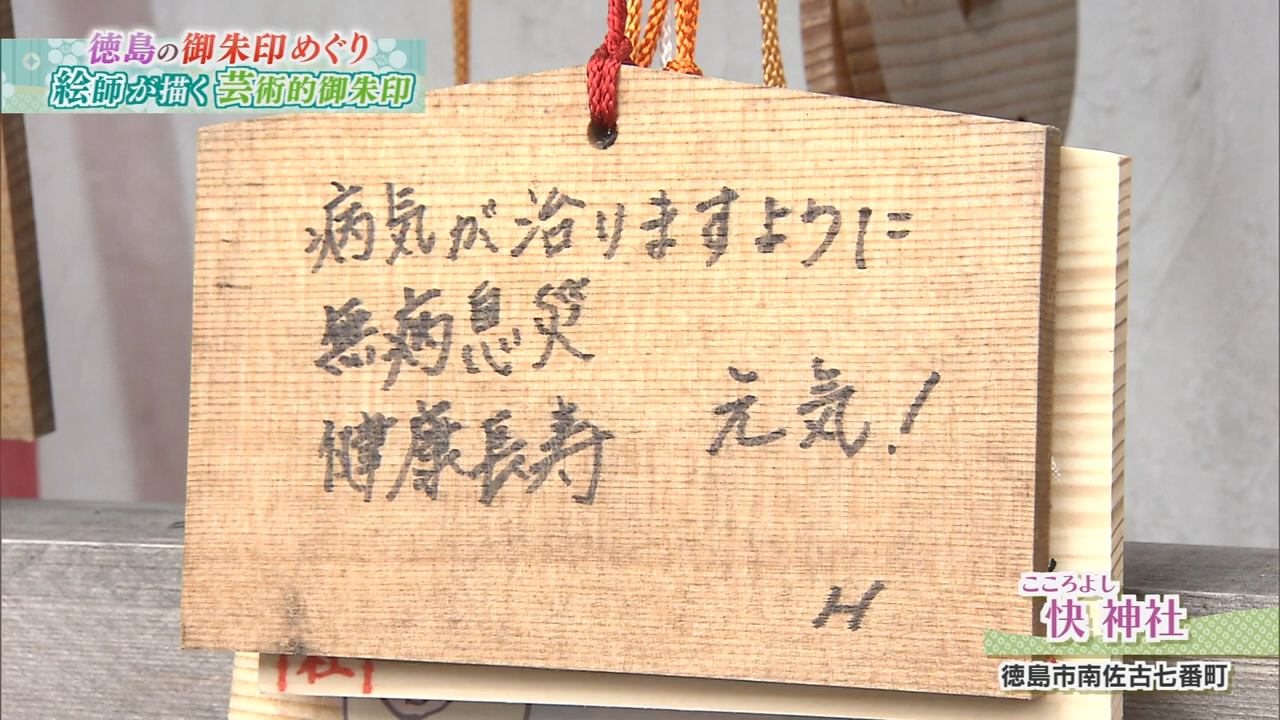 徳島の御朱印めぐり
絵師が描く芸術的御朱印
病気が治りますように
無病息災
健康長寿
元気!
H
社
こころよし
快 神社
徳島市南佐古七番町